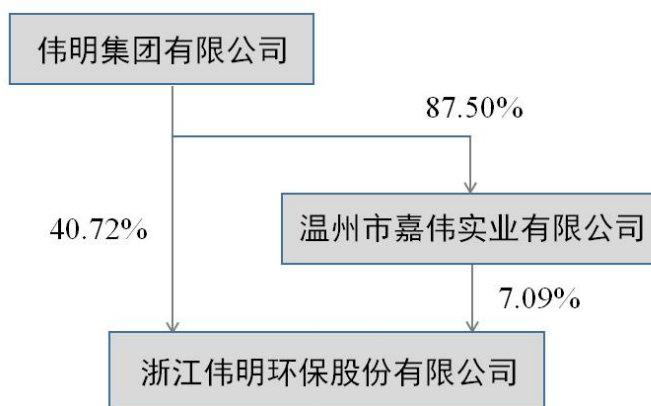 伟明集团有限公司
87.50%
40.72%
温州市嘉伟实业有限公司
7.09%
浙江伟明环保股份有限公司